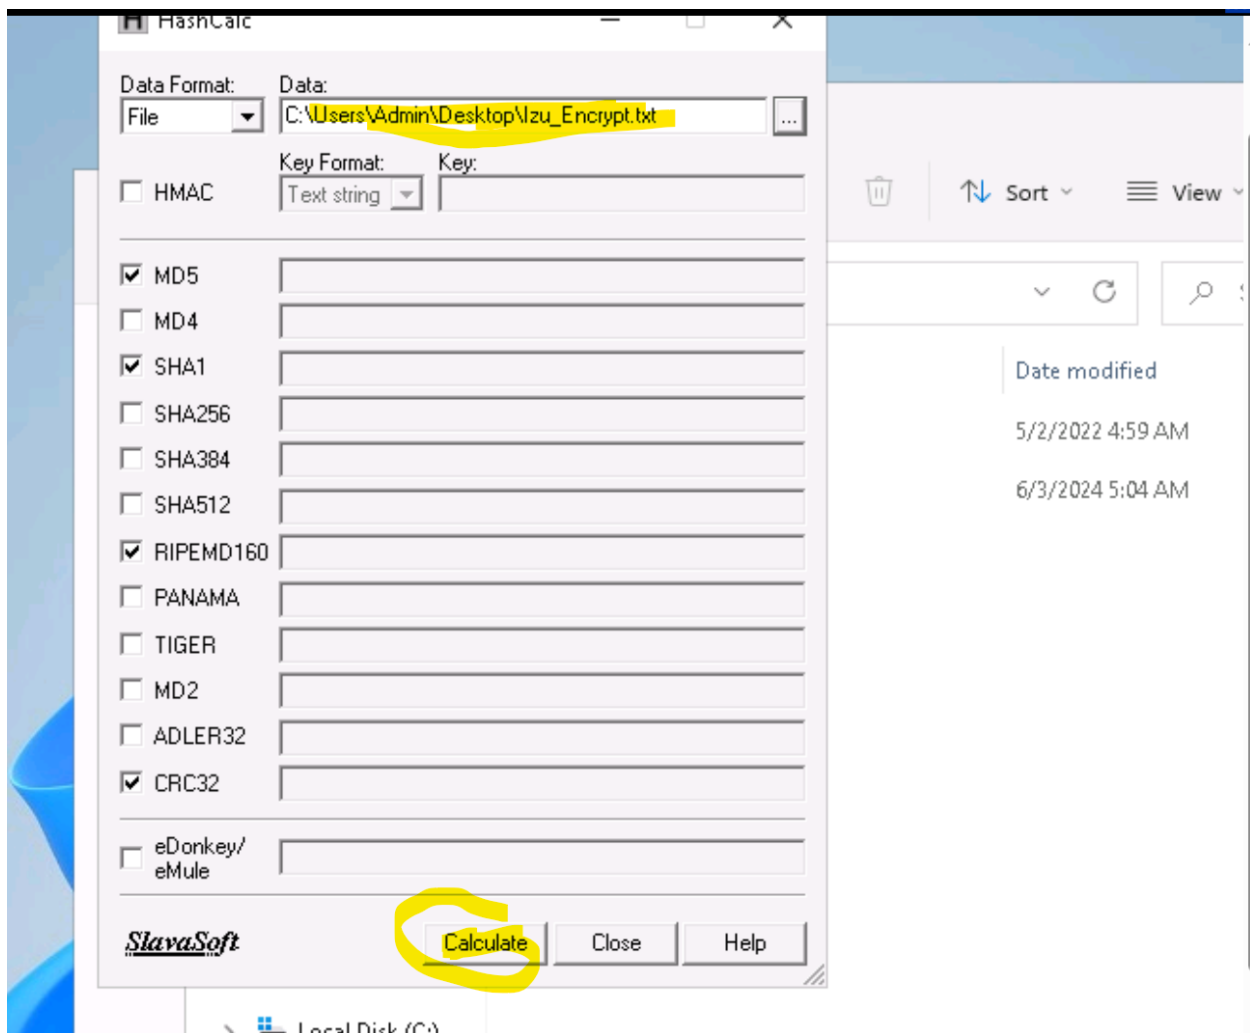 HashCalc
Data Format: Data:
File C:\Users\Admin\Desktop\Izu_Encrypt.txt ...
Key Format: Key:
HMAC Text string
Sort View
MD5
MD4
SHA1
Date modified
SHA256
5/2/2022 4:59 AM
SHA384
6/3/2024 5:04 AM
SHA512
RIPEMD160
PANAMA
TIGER
MD2
ADLER32
CRC32
eDonkey/
eMule
SlavaSoft Calculate Close Help
Local Disk (C:)